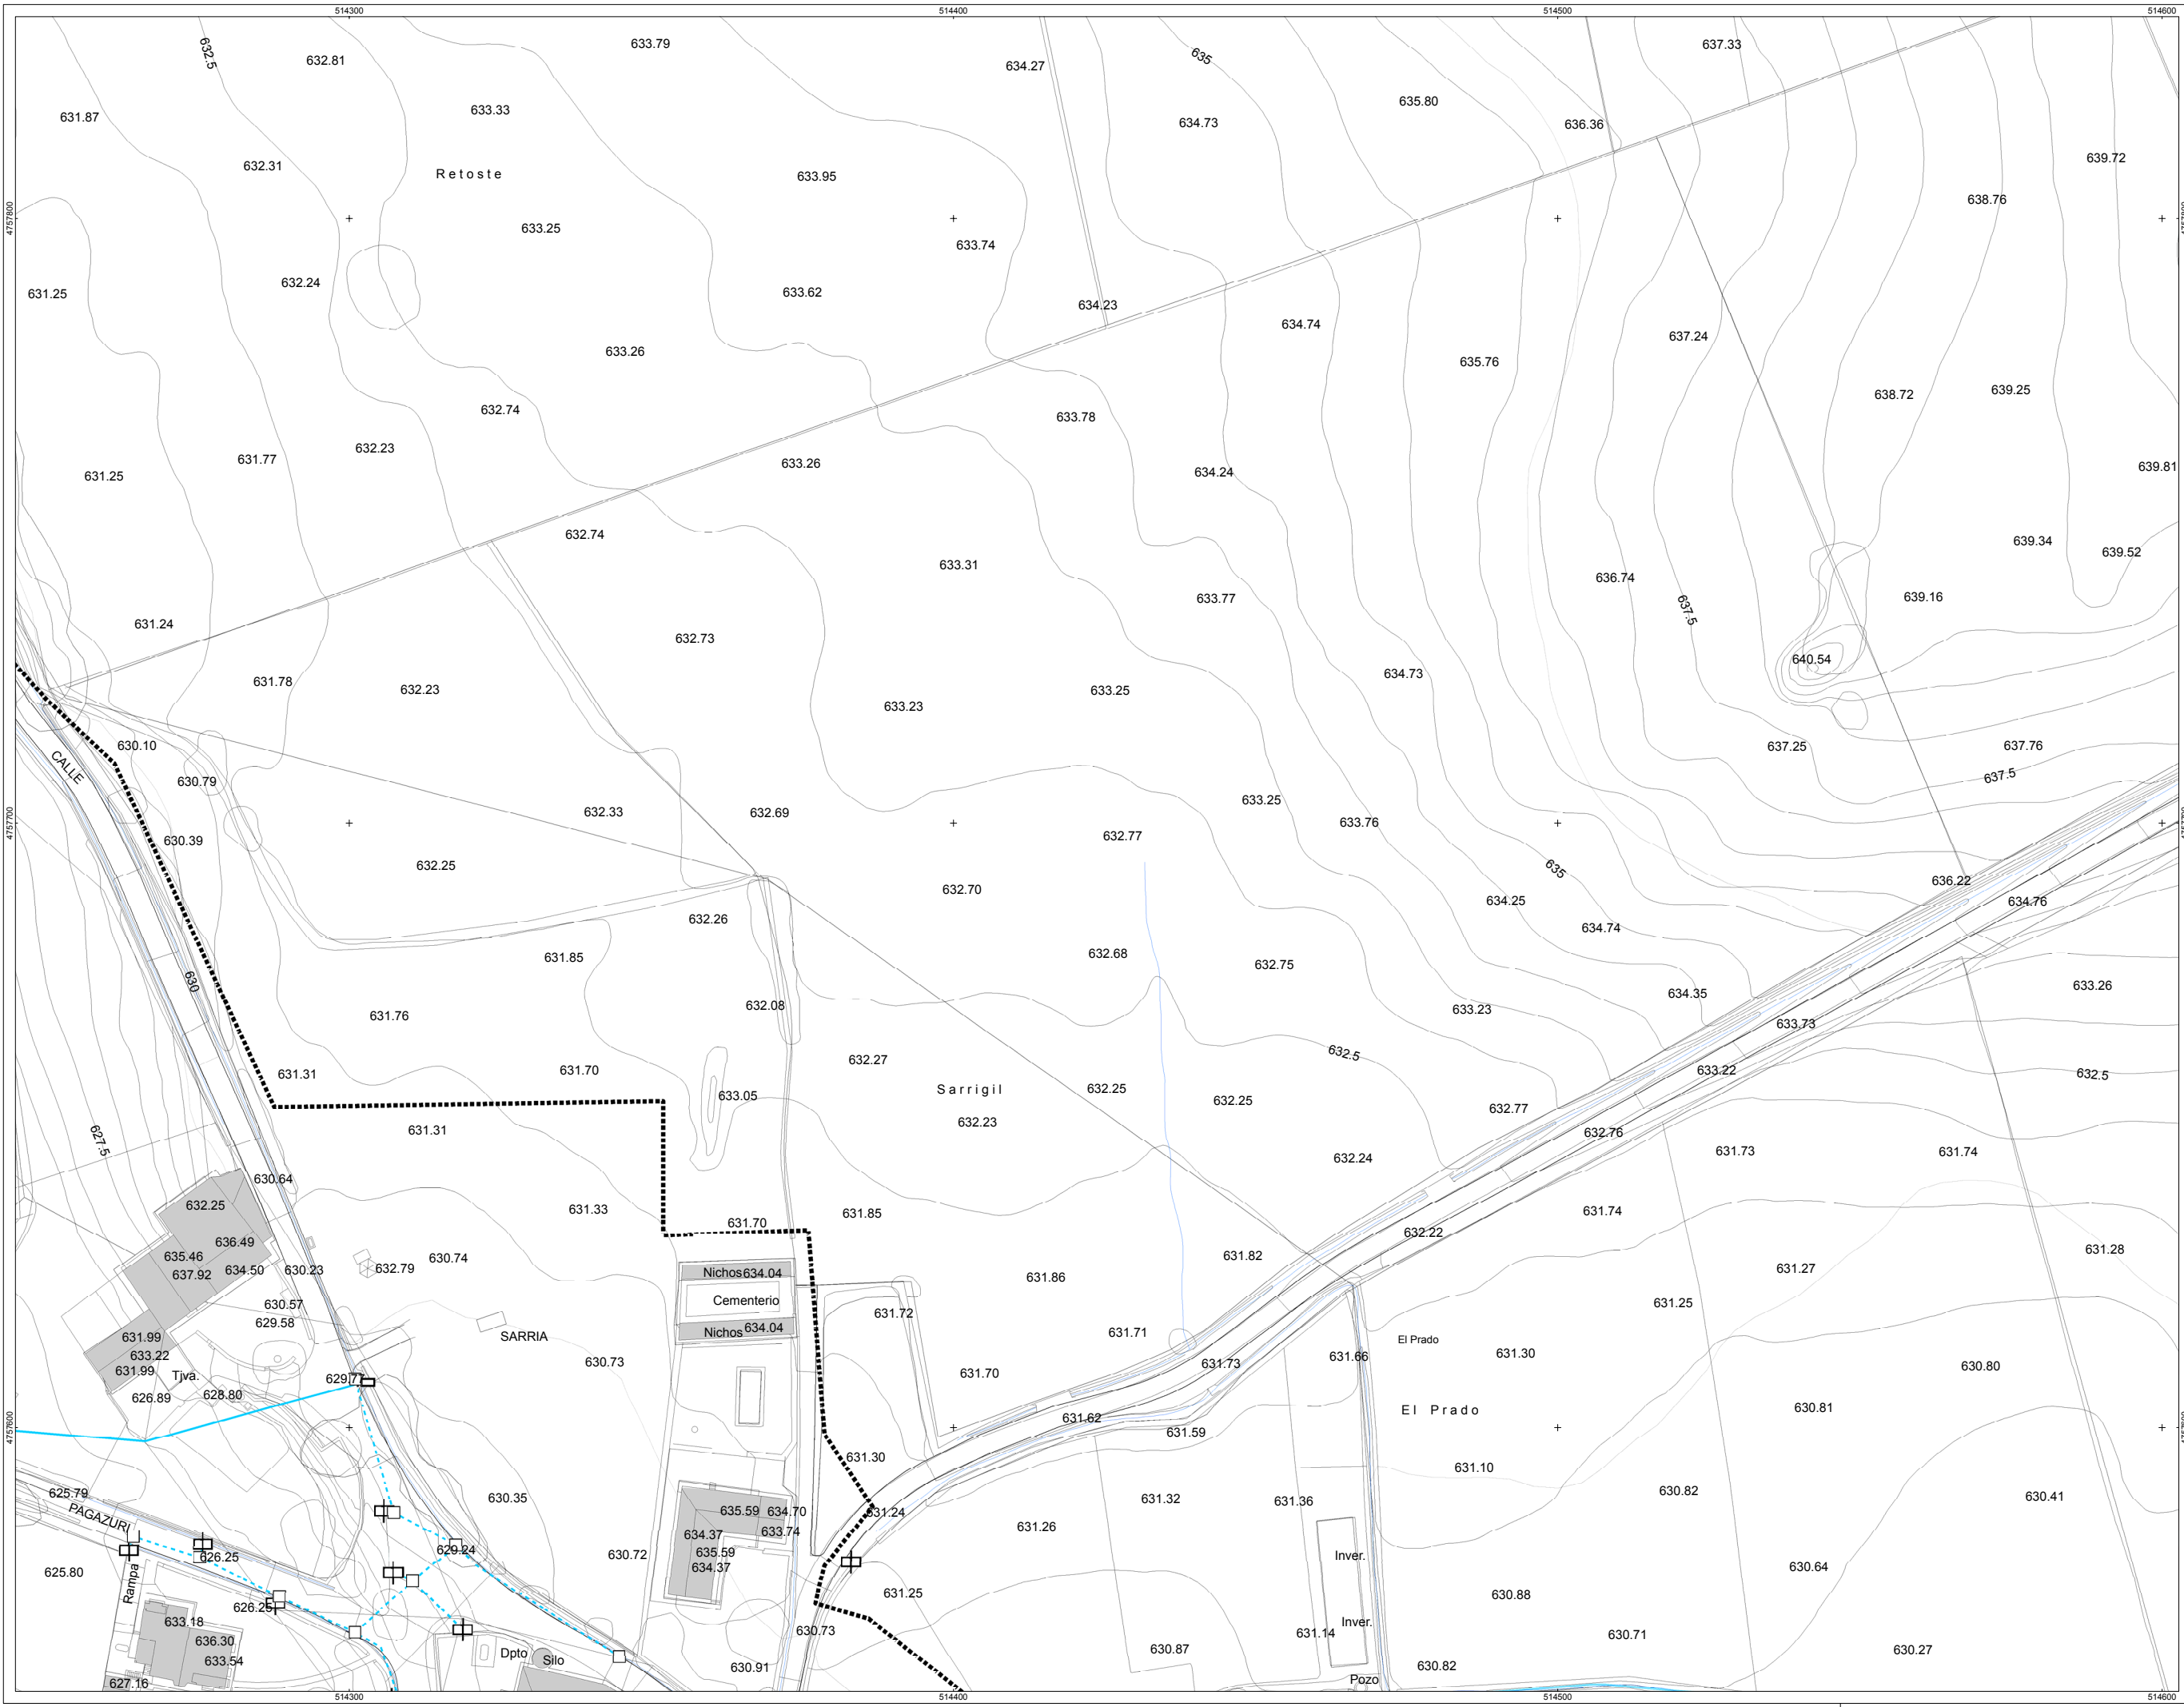 514300 514400 514500 514600
632.5 632.81 633.79 634.27 635 637.33
631.87 633.33 634.73 635.80 636.36
632.31 Retoste 633.95 639.72
638.76
4757800 633.25 633.74
631.25 632.24 633.62 634.23
634.74 637.24
633.26 635.76
632.74 633.78 638.72 639.25
631.77 632.23 633.26 634.24 639.81
631.25
632.74 633.31 639.34 639.52
636.74
631.24 632.73 633.77 637.5 639.16
631.78 632.23 633.25 634.73 640.54
633.23
630.10 637.25 637.76
CALLE 630.79 637.5
4757700 632.33 632.69 633.25 633.76
630.39 632.77
632.25 632.70 635 636.22
634.25 634.76
632.26 634.74
631.85 632.68 632.75
630 632.08 634.35 633.26
631.76 633.23 633.73
632.27 632.5
631.31 631.70 633.22 632.5
633.05 Sarrigil 632.25 632.25 632.77
631.31 632.23 632.76
627.5 632.24 631.73 631.74
630.64
632.25 631.33 631.70 631.85 631.74
636.49 632.22
635.46 630.74 631.82 631.28
637.92 634.50 630.23 632.79 Nichos 634.04 631.86 631.27
630.57 Cementerio 631.72 631.25
629.58 SARRIA Nichos 634.04 631.71
631.99 El Prado
633.22 630.73 631.73 631.66 631.30
631.99 Tjva. 629.77 631.70 630.80
626.89 628.80
4757600 631.62 El Prado 630.81
631.59
631.30 631.10
625.79 630.35 631.32 631.36 630.82 630.41
PAGAZURI 635.59 634.70 631.24
634.37 633.74 631.26
626.25 629.24 630.72 635.59 Inver.
625.80 Rampa 634.37 630.64
626.25 631.25 630.88
633.18 Inver.
636.30 630.73 631.14 630.71
633.54 Dpto Silo 630.87 630.27
627.16 630.91 Pozo 630.82
514300 514400 514500 514600